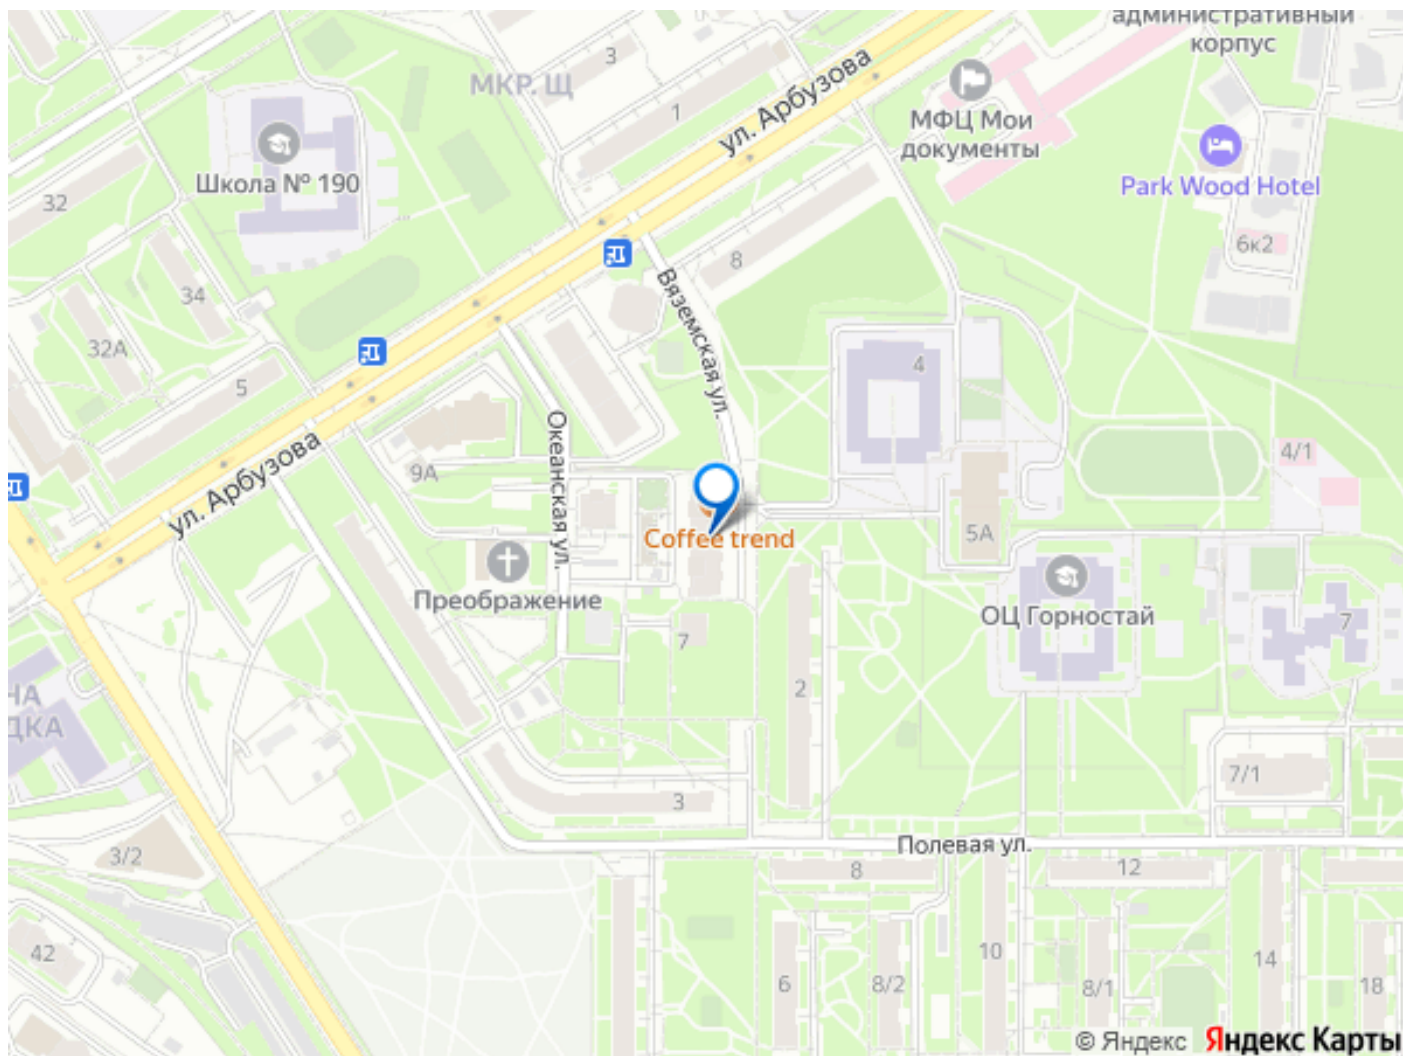 административный
корпус
3
МКР. Щ
1
ул. Арбузова
МФЦ Мои
документы
Школа № 190
Park Wood Hotel
32
6к2
8
34
Вяземская ул.
32А
4
5
Океанская ул.
ул. Арбузова
9А
4/1
Coffee trend
5А
Преображение
ОЦ Горностай
7
7
2
НА
ДКА
7/1
3
Полевая ул.
3/2
8
12
42
10
14
6
8/2
8/1
18
© Яндекс Яндекс Карты